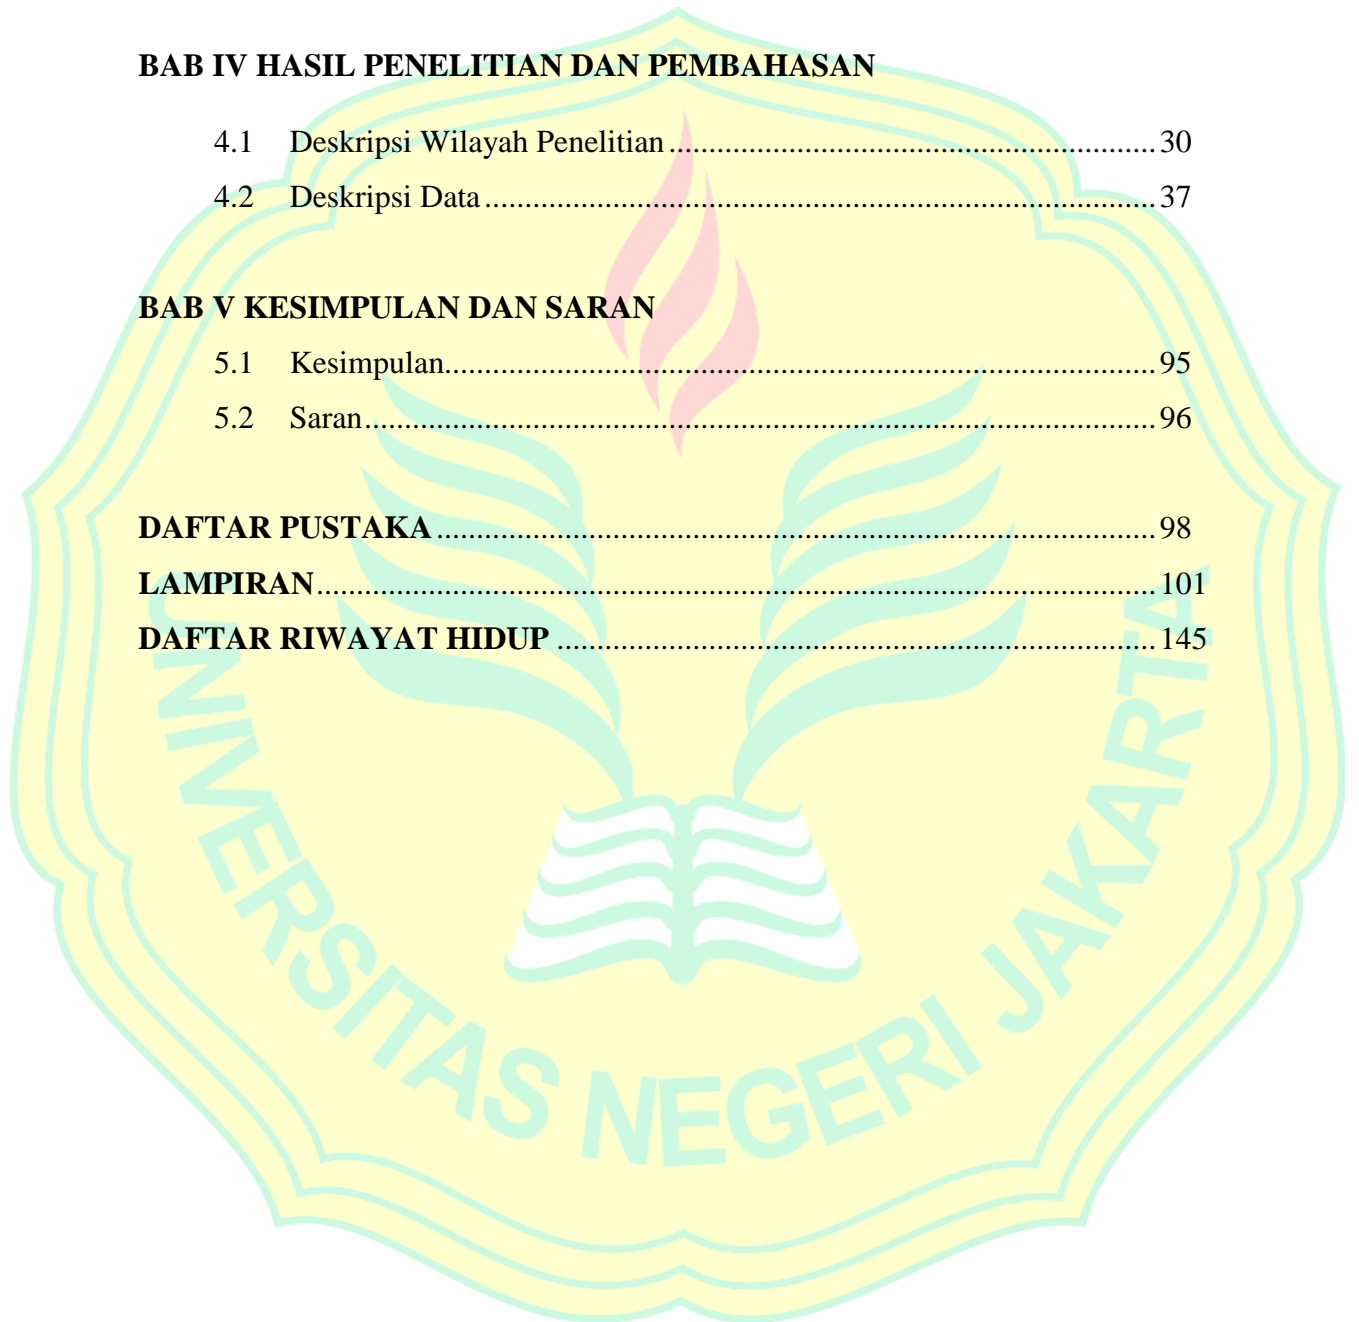 BAB IV HASIL PENELITIAN DAN PEMBAHASAN
4.1 Deskripsi Wilayah Penelitian ............................................................. 30
4.2 Deskripsi Data .................................................................................... 37
BAB V KESIMPULAN DAN SARAN
5.1 Kesimpulan......................................................................................... 95
5.2 Saran................................................................................................... 96
DAFTAR PUSTAKA .......................................................................................... 98
LAMPIRAN......................................................................................................... 101
DAFTAR RIWAYAT HIDUP ........................................................................... 145
UNIVERSITAS NEGERI JAKARTA